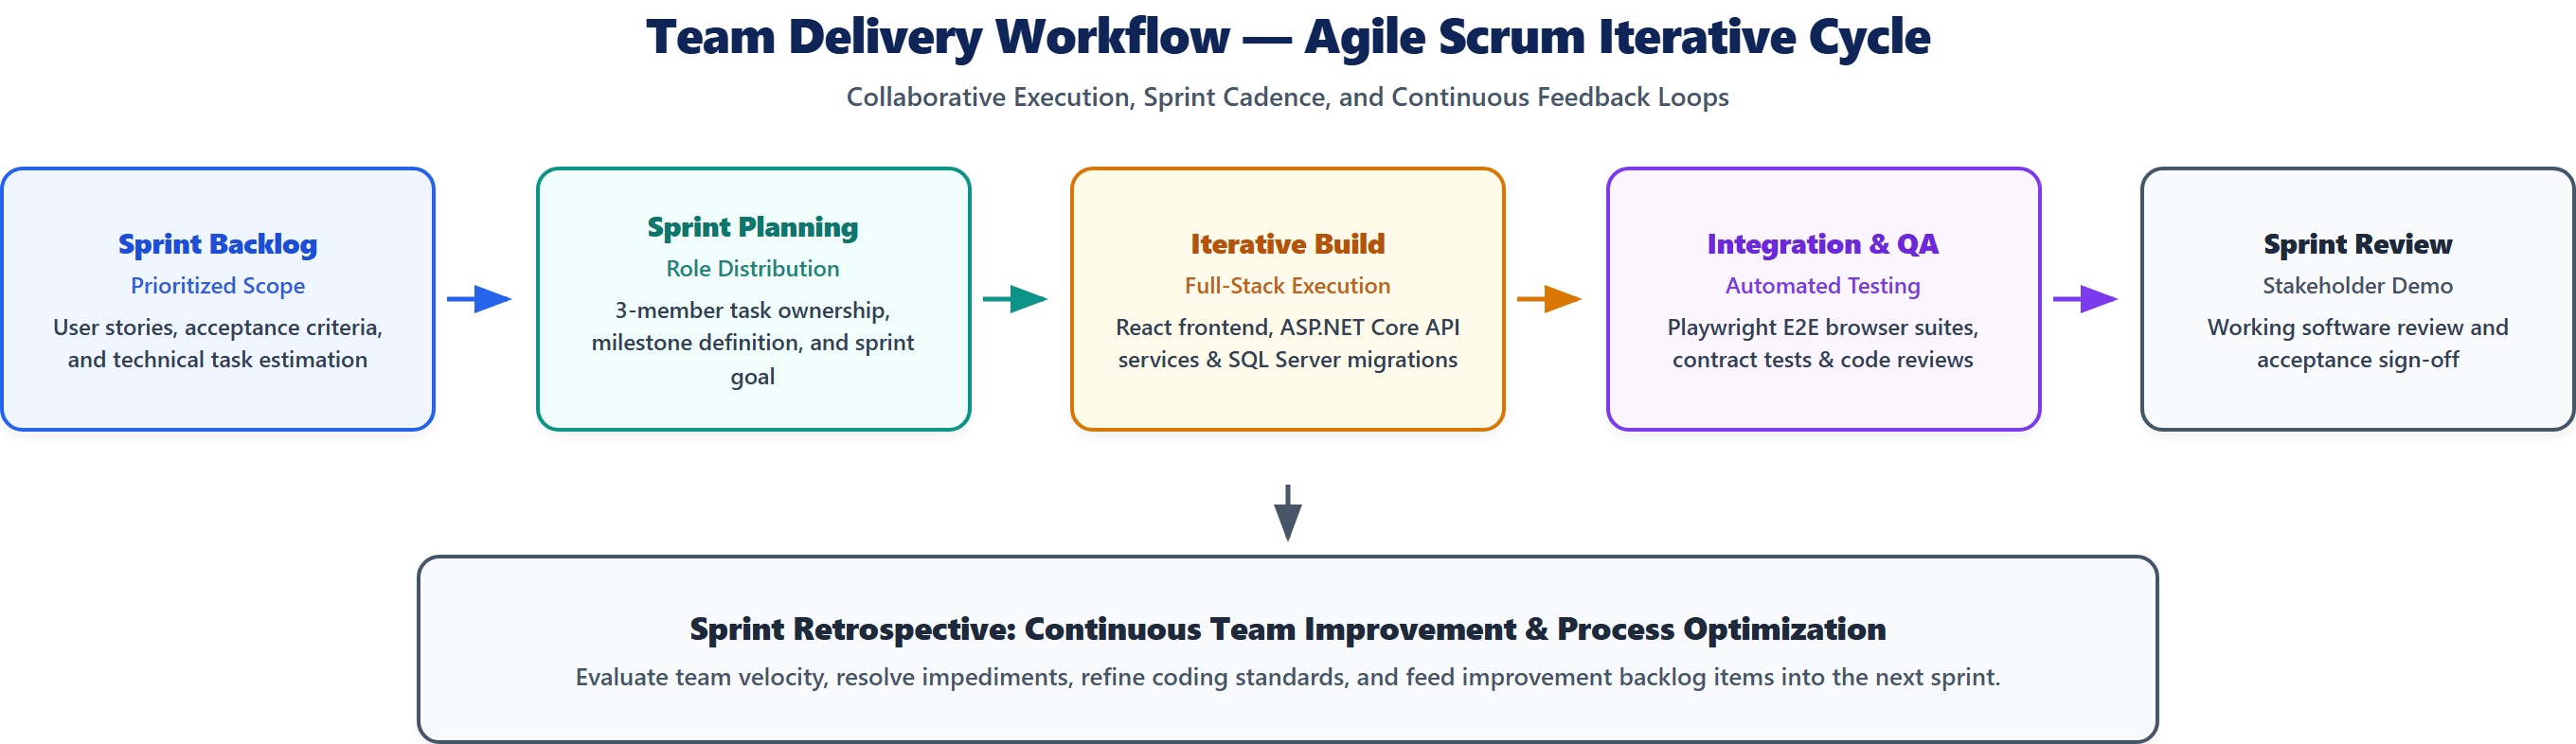 Team Delivery Workflow — Agile Scrum Iterative Cycle
Collaborative Execution, Sprint Cadence, and Continuous Feedback Loops
Sprint Backlog
Prioritized Scope
User stories, acceptance criteria,
and technical task estimation
Sprint Planning
Role Distribution
3-member task ownership,
milestone definition, and sprint
goal
Iterative Build
Full-Stack Execution
React frontend, ASP.NET Core API
services & SQL Server migrations
Integration & QA
Automated Testing
Playwright E2E browser suites,
contract tests & code reviews
Sprint Review
Stakeholder Demo
Working software review and
acceptance sign-off
Sprint Retrospective: Continuous Team Improvement & Process Optimization
Evaluate team velocity, resolve impediments, refine coding standards, and feed improvement backlog items into the next sprint.